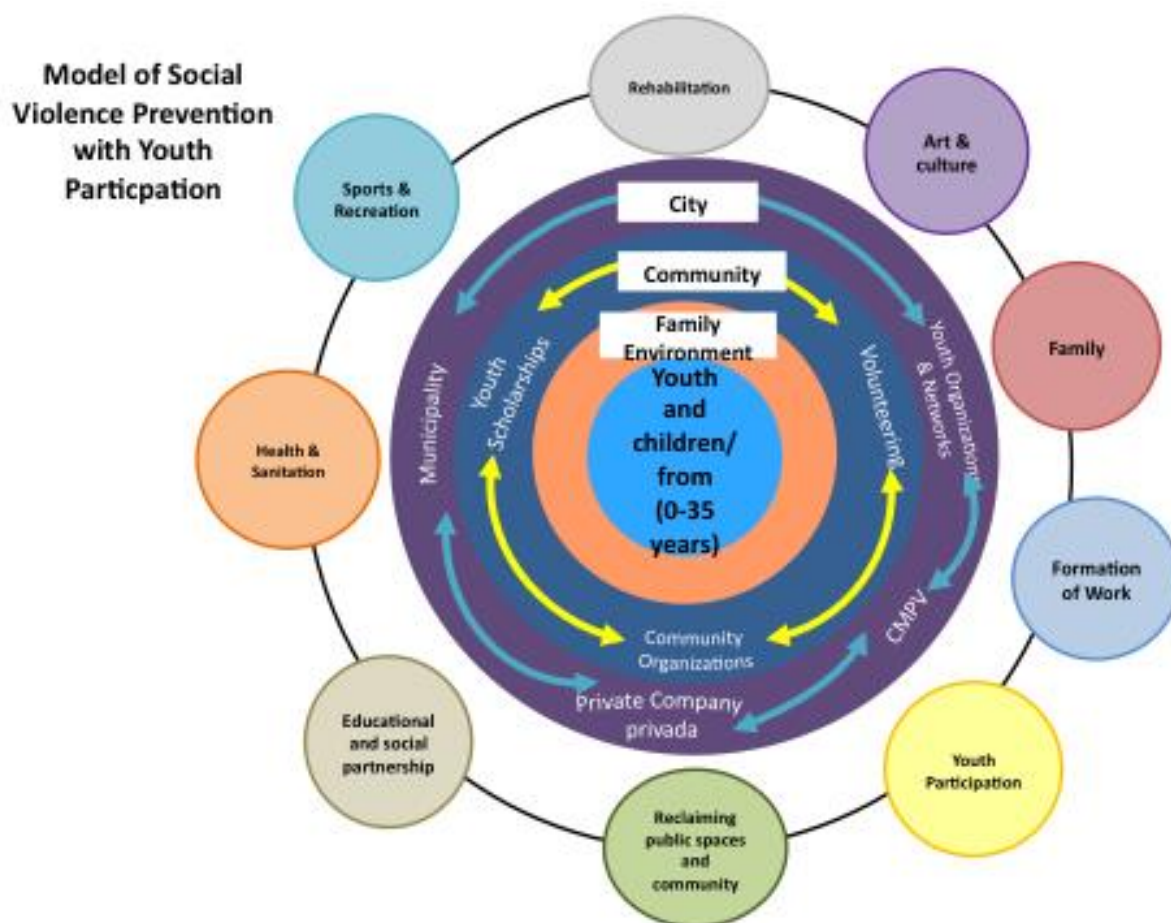 Model of Social
Violence Prevention
with Youth
Particpation
Rehabilitation
Art &
culture
Family
Formation
of Work
Youth
Participation
Reclaiming
public spaces
and
community
Educational
and social
partnership
Health &
Sanitation
Sports &
Recreation
City
Community
Family
Environment
Youth
and
children/
from
(0-35
years)
Municipality
Youth Organizations
& Networks
CMPV
Private Company
privada
Youth
Scholarships
Volunteering
Community
Organizations